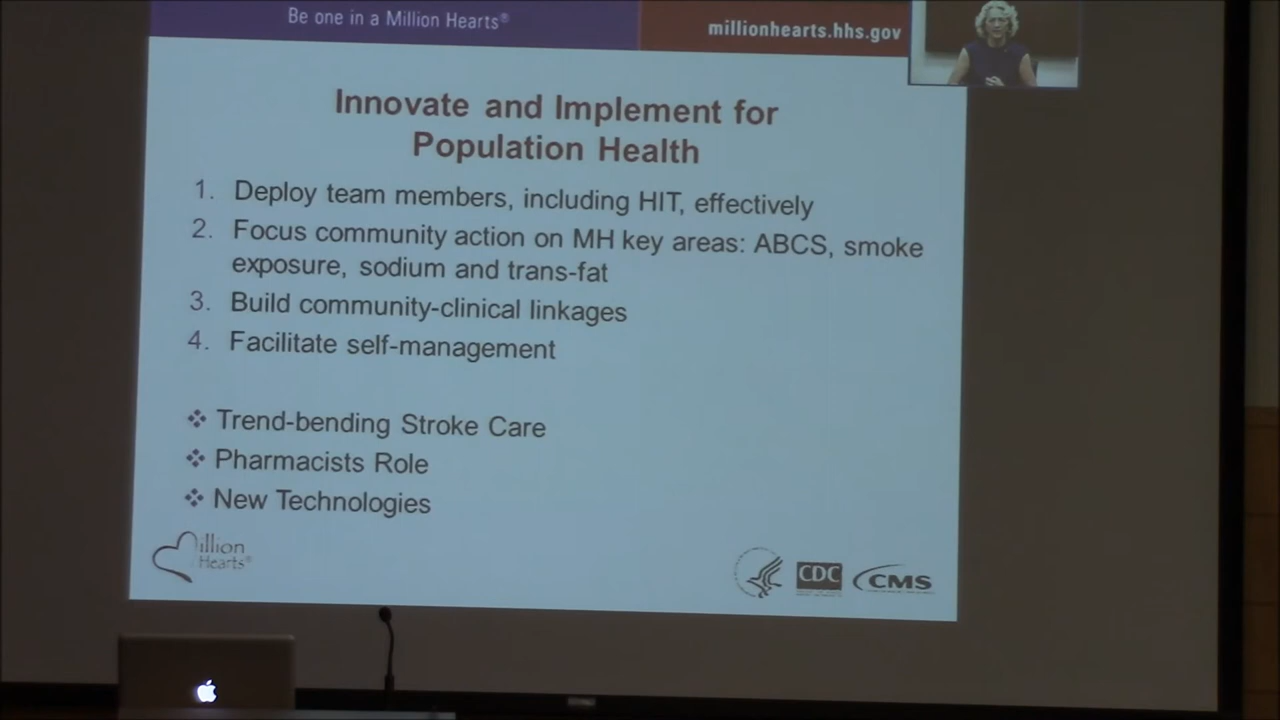 Be one in a Million Hearts®
millionhearts.hhs.gov
Innovate and Implement for
Population Health
1. Deploy team members, including HIT, effectively
2. Focus community action on MH key areas: ABCS, smoke
exposure, sodium and trans-fat
3. Build community-clinical linkages
4. Facilitate self-management
❖ Trend-bending Stroke Care
❖ Pharmacists Role
❖ New Technologies
Million
Hearts®
CDC
CMS